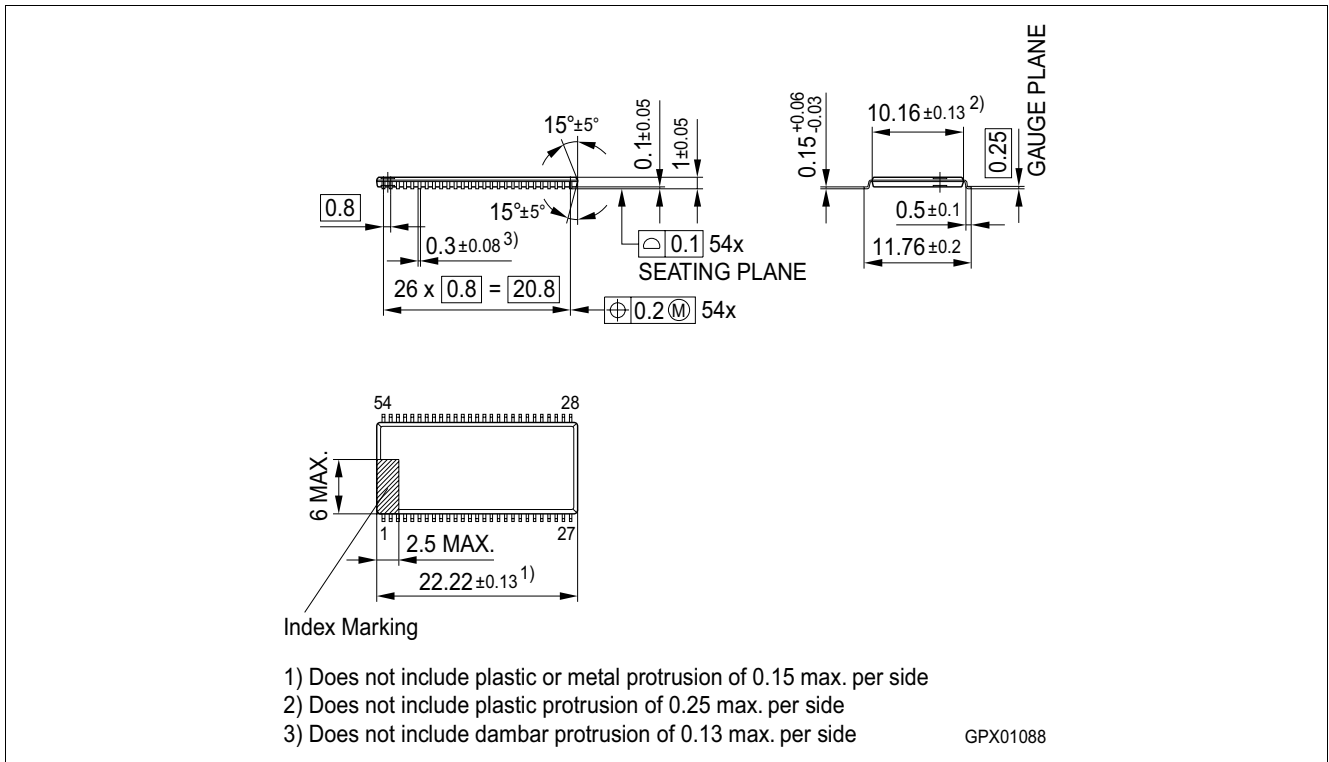 GAUGE PLANE
15°±5°
0.1±0.05
1±0.05
0.15 +0.06 -0.03
10.16±0.13 2)
0.25
0.8
15°±5°
0.5±0.1
0.3±0.08 3)
⌓ 0.1 54x
11.76±0.2
SEATING PLANE
26 x 0.8 = 20.8
⌖ 0.2 Ⓜ 54x
54 28
6 MAX.
1 27
2.5 MAX.
22.22±0.13 1)
Index Marking
1) Does not include plastic or metal protrusion of 0.15 max. per side
2) Does not include plastic protrusion of 0.25 max. per side
3) Does not include dambar protrusion of 0.13 max. per side
GPX01088